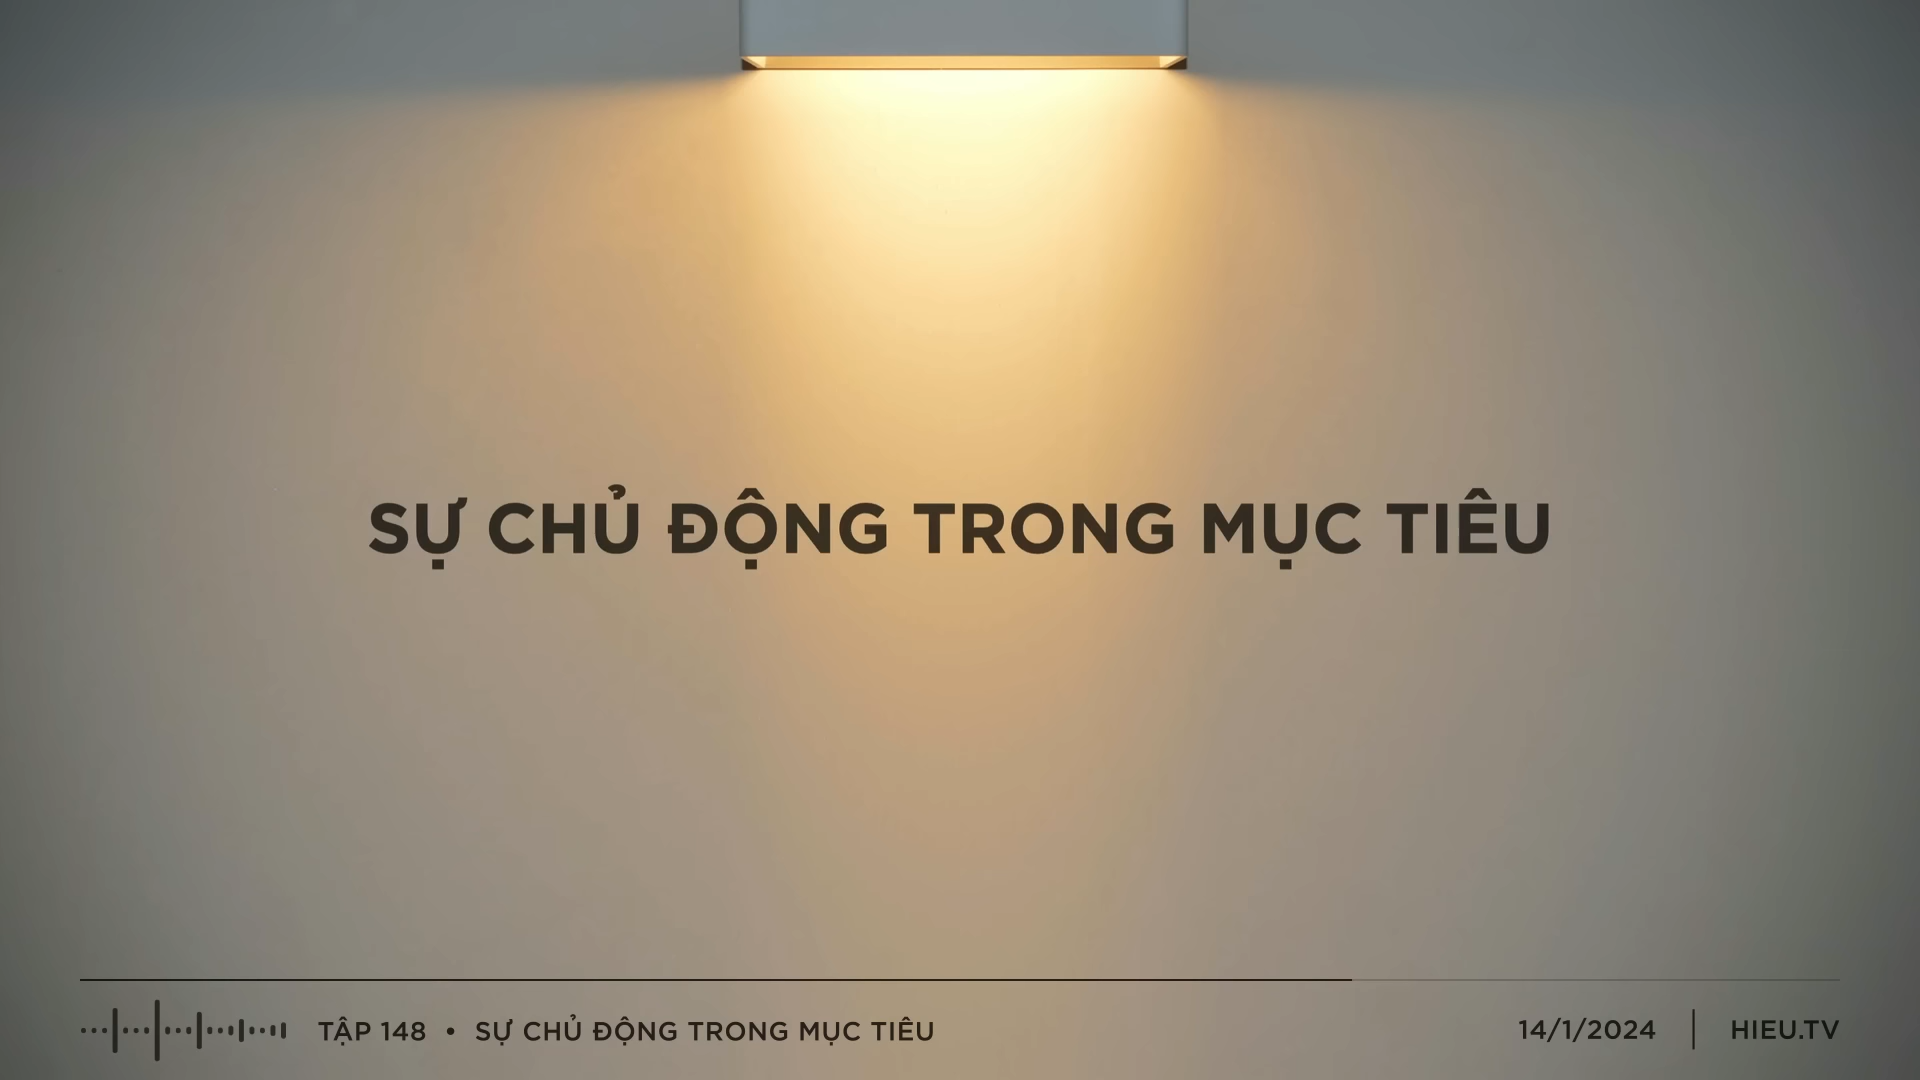 SỰ CHỦ ĐỘNG TRONG MỤC TIÊU
TẬP 148 • SỰ CHỦ ĐỘNG TRONG MỤC TIÊU
14/1/2024 | HIEU.TV